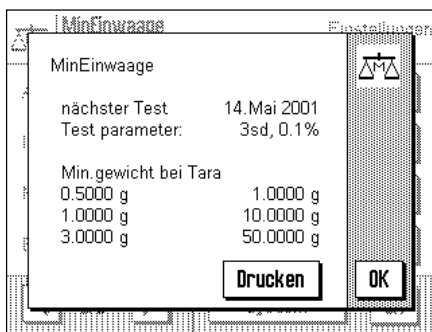 MinEinwaage
Einstellungen
MinEinwaage
nächster Test 14.Mai 2001
Test parameter: 3sd, 0.1%
Min.gewicht bei Tara
0.5000 g 1.0000 g
1.0000 g 10.0000 g
3.0000 g 50.0000 g
Drucken OK